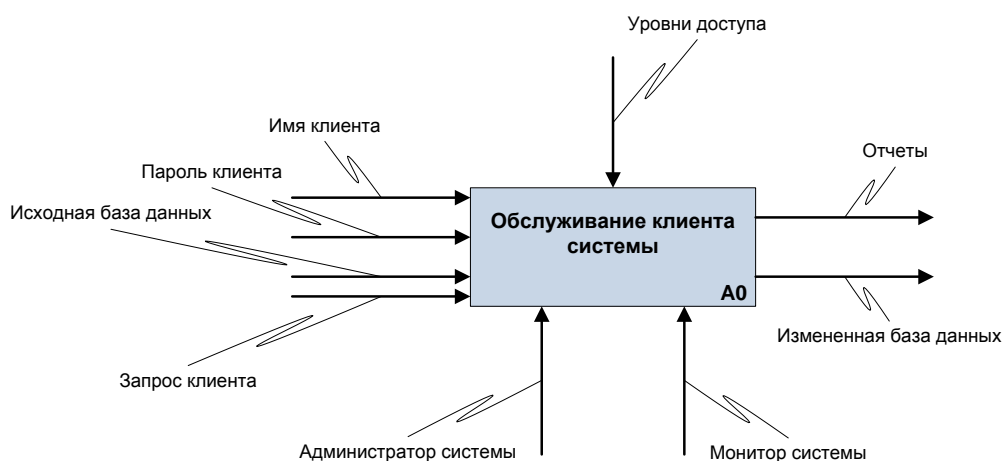 Уровни доступа
Имя клиента
Отчеты
Пароль клиента
Исходная база данных
Обслуживание клиента
системы
А0
Измененная база данных
Запрос клиента
Администратор системы
Монитор системы